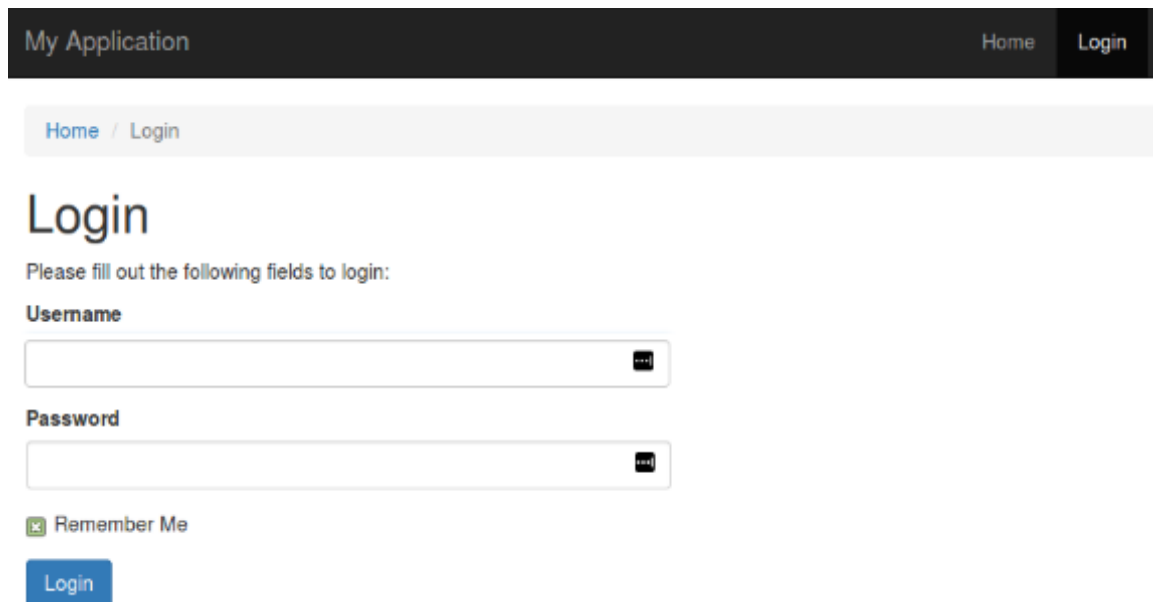 My Application Home Login
Home / Login
Login
Please fill out the following fields to login:
Username
Password
Remember Me
Login